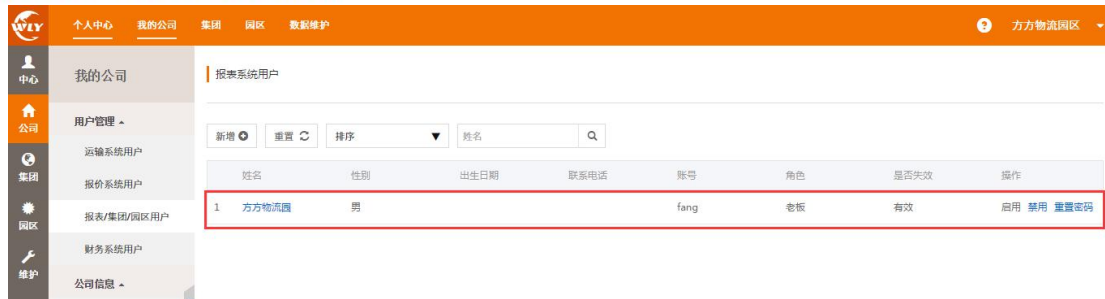 WLY 个人中心 我的公司 集团 园区 数据维护 ? 方方物流园区
中心
公司
集团
园区
维护
我的公司
用户管理
运输系统用户
报价系统用户
报表/集团/园区用户
财务系统用户
公司信息
报表系统用户
新增 重置 排序 姓名
姓名 性别 出生日期 联系电话 账号 角色 是否失效 操作
1 方方物流园 男 fang 老板 有效 启用 禁用 重置密码